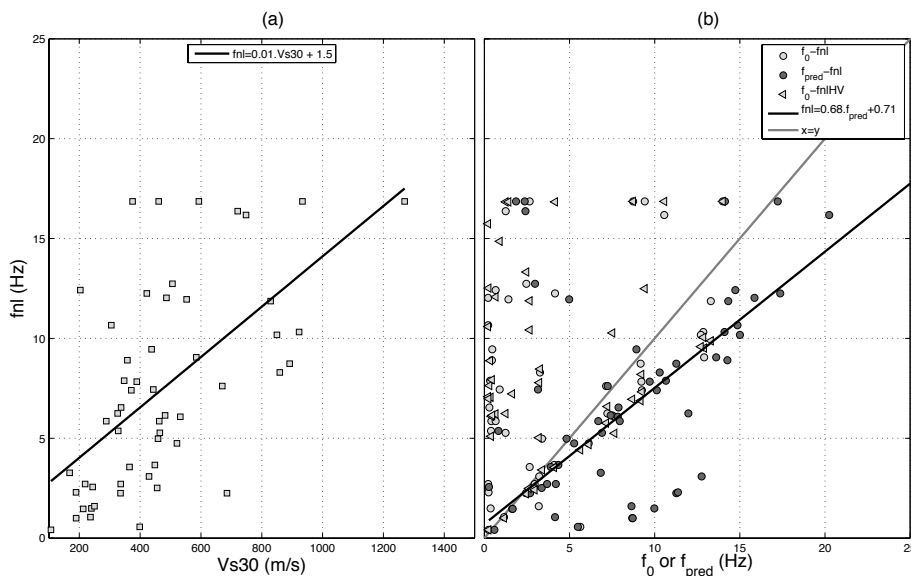 (a)
(b)
25
20
15
10
5
0
fnl (Hz)
fnl=0.01.Vs30 + 1.5
200 400 600 800 1000 1200 1400
Vs30 (m/s)
f0−fnl
fpred−fnl
f0−fnlHV
fnl=0.68.fpred+0.71
x=y
0 5 10 15 20 25
f0 or fpred (Hz)